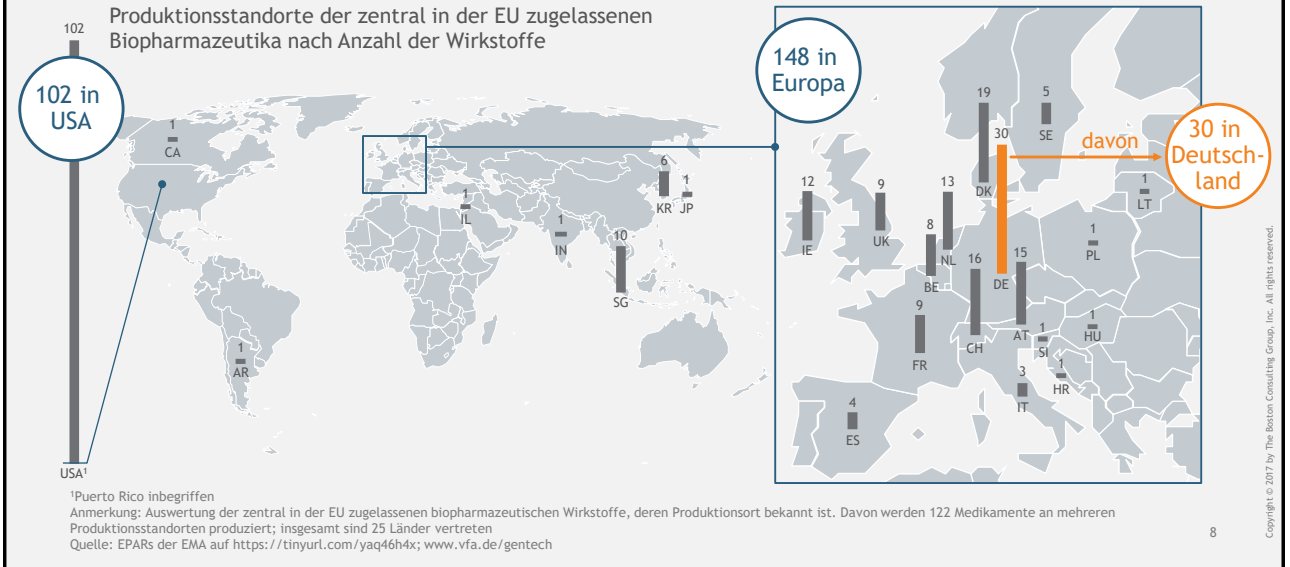 Produktionsstandorte der zentral in der EU zugelassenen
Biopharmazeutika nach Anzahl der Wirkstoffe
102
102 in
USA
USA¹
1
CA
1
AR
1
IL
1
IN
10
SG
6
KR
1
JP
148 in
Europa
19
DK
5
SE
30
DE
davon
30 in
Deutsch-
land
12
IE
9
UK
8
BE
13
NL
1
LT
1
PL
16
CH
15
AT
9
FR
1
SI
1
HU
1
HR
3
IT
4
ES
¹Puerto Rico inbegriffen
Anmerkung: Auswertung der zentral in der EU zugelassenen biopharmazeutischen Wirkstoffe, deren Produktionsort bekannt ist. Davon werden 122 Medikamente an mehreren
Produktionsstandorten produziert; insgesamt sind 25 Länder vertreten
Quelle: EPARs der EMA auf https://tinyurl.com/yaq46h4x; www.vfa.de/gentech
8
Copyright © 2017 by The Boston Consulting Group, Inc. All rights reserved.